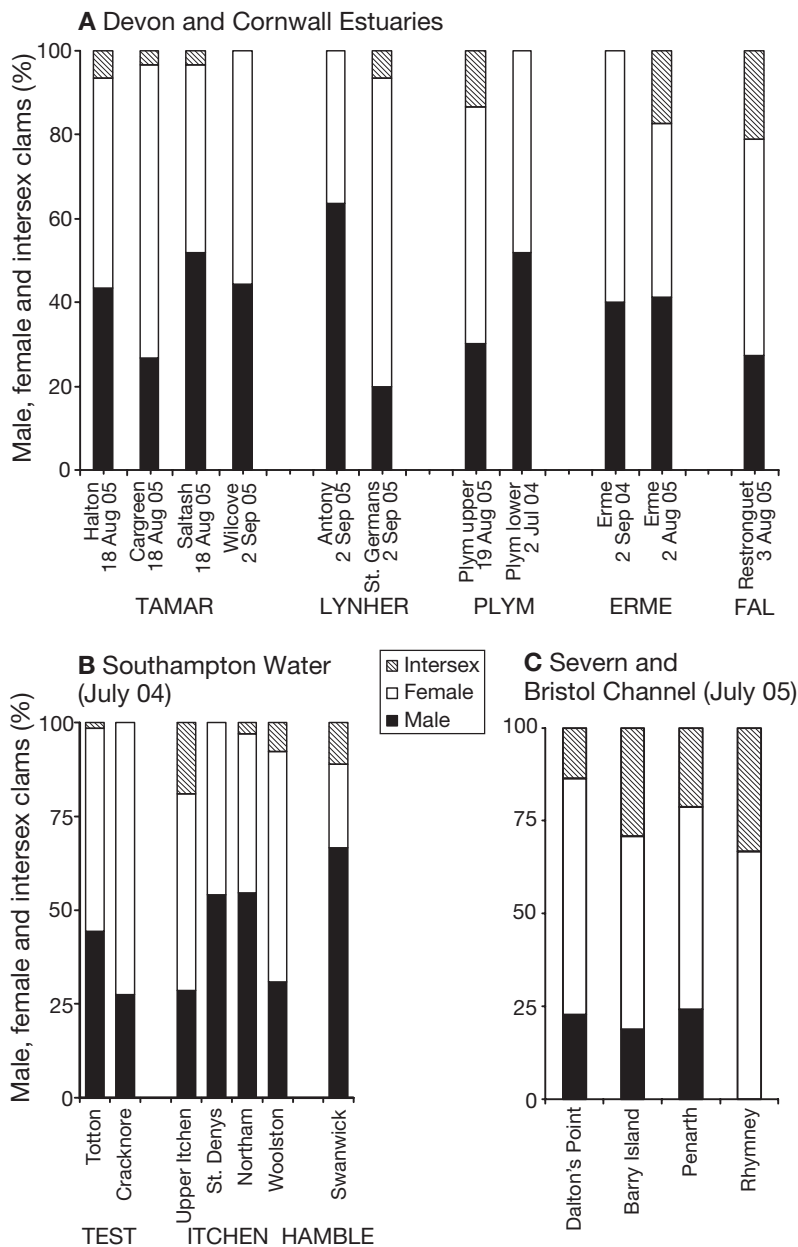 A Devon and Cornwall Estuaries
Male, female and intersex clams (%)
100
80
60
40
20
0
Halton
18 Aug 05
Cargreen
18 Aug 05
Saltash
18 Aug 05
Wilcove
2 Sep 05
Antony
2 Sep 05
St. Germans
2 Sep 05
Plym upper
19 Aug 05
Plym lower
2 Jul 04
Erme
2 Sep 04
Erme
2 Aug 05
Restronguet
3 Aug 05
TAMAR
LYNHER
PLYM
ERME
FAL
B Southampton Water
(July 04)
Intersex
Female
Male
C Severn and
Bristol Channel (July 05)
Male, female and intersex clams (%)
100
75
50
25
0
Totton
Cracknore
Upper Itchen
St. Denys
Northam
Woolston
Swanwick
TEST
ITCHEN
HAMBLE
100
75
50
25
0
Dalton's Point
Barry Island
Penarth
Rhymney